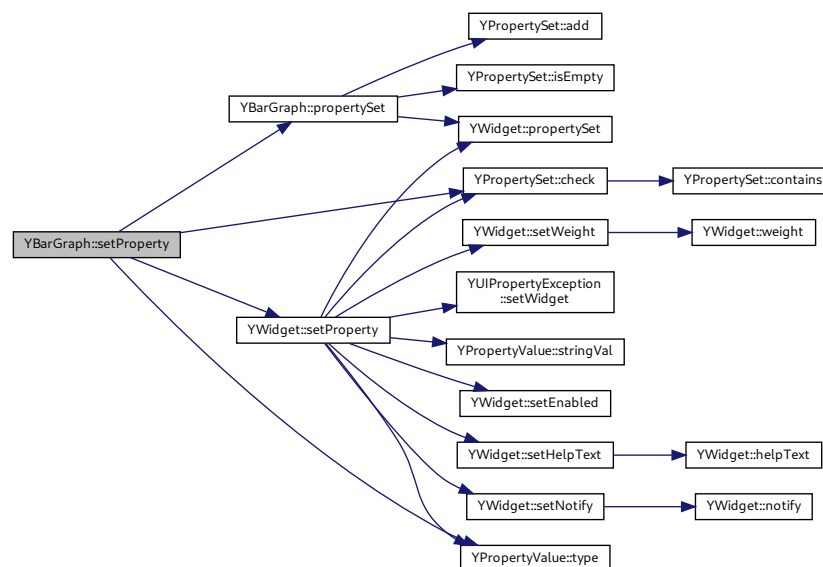 YPropertySet::add
YPropertySet::isEmpty
YBarGraph::propertySet
YWidget::propertySet
YPropertySet::check
YPropertySet::contains
YWidget::setWeight
YWidget::weight
YBarGraph::setProperty
YUIPropertyException
::setWidget
YWidget::setProperty
YPropertyValue::stringVal
YWidget::setEnabled
YWidget::setHelpText
YWidget::helpText
YWidget::setNotify
YWidget::notify
YPropertyValue::type